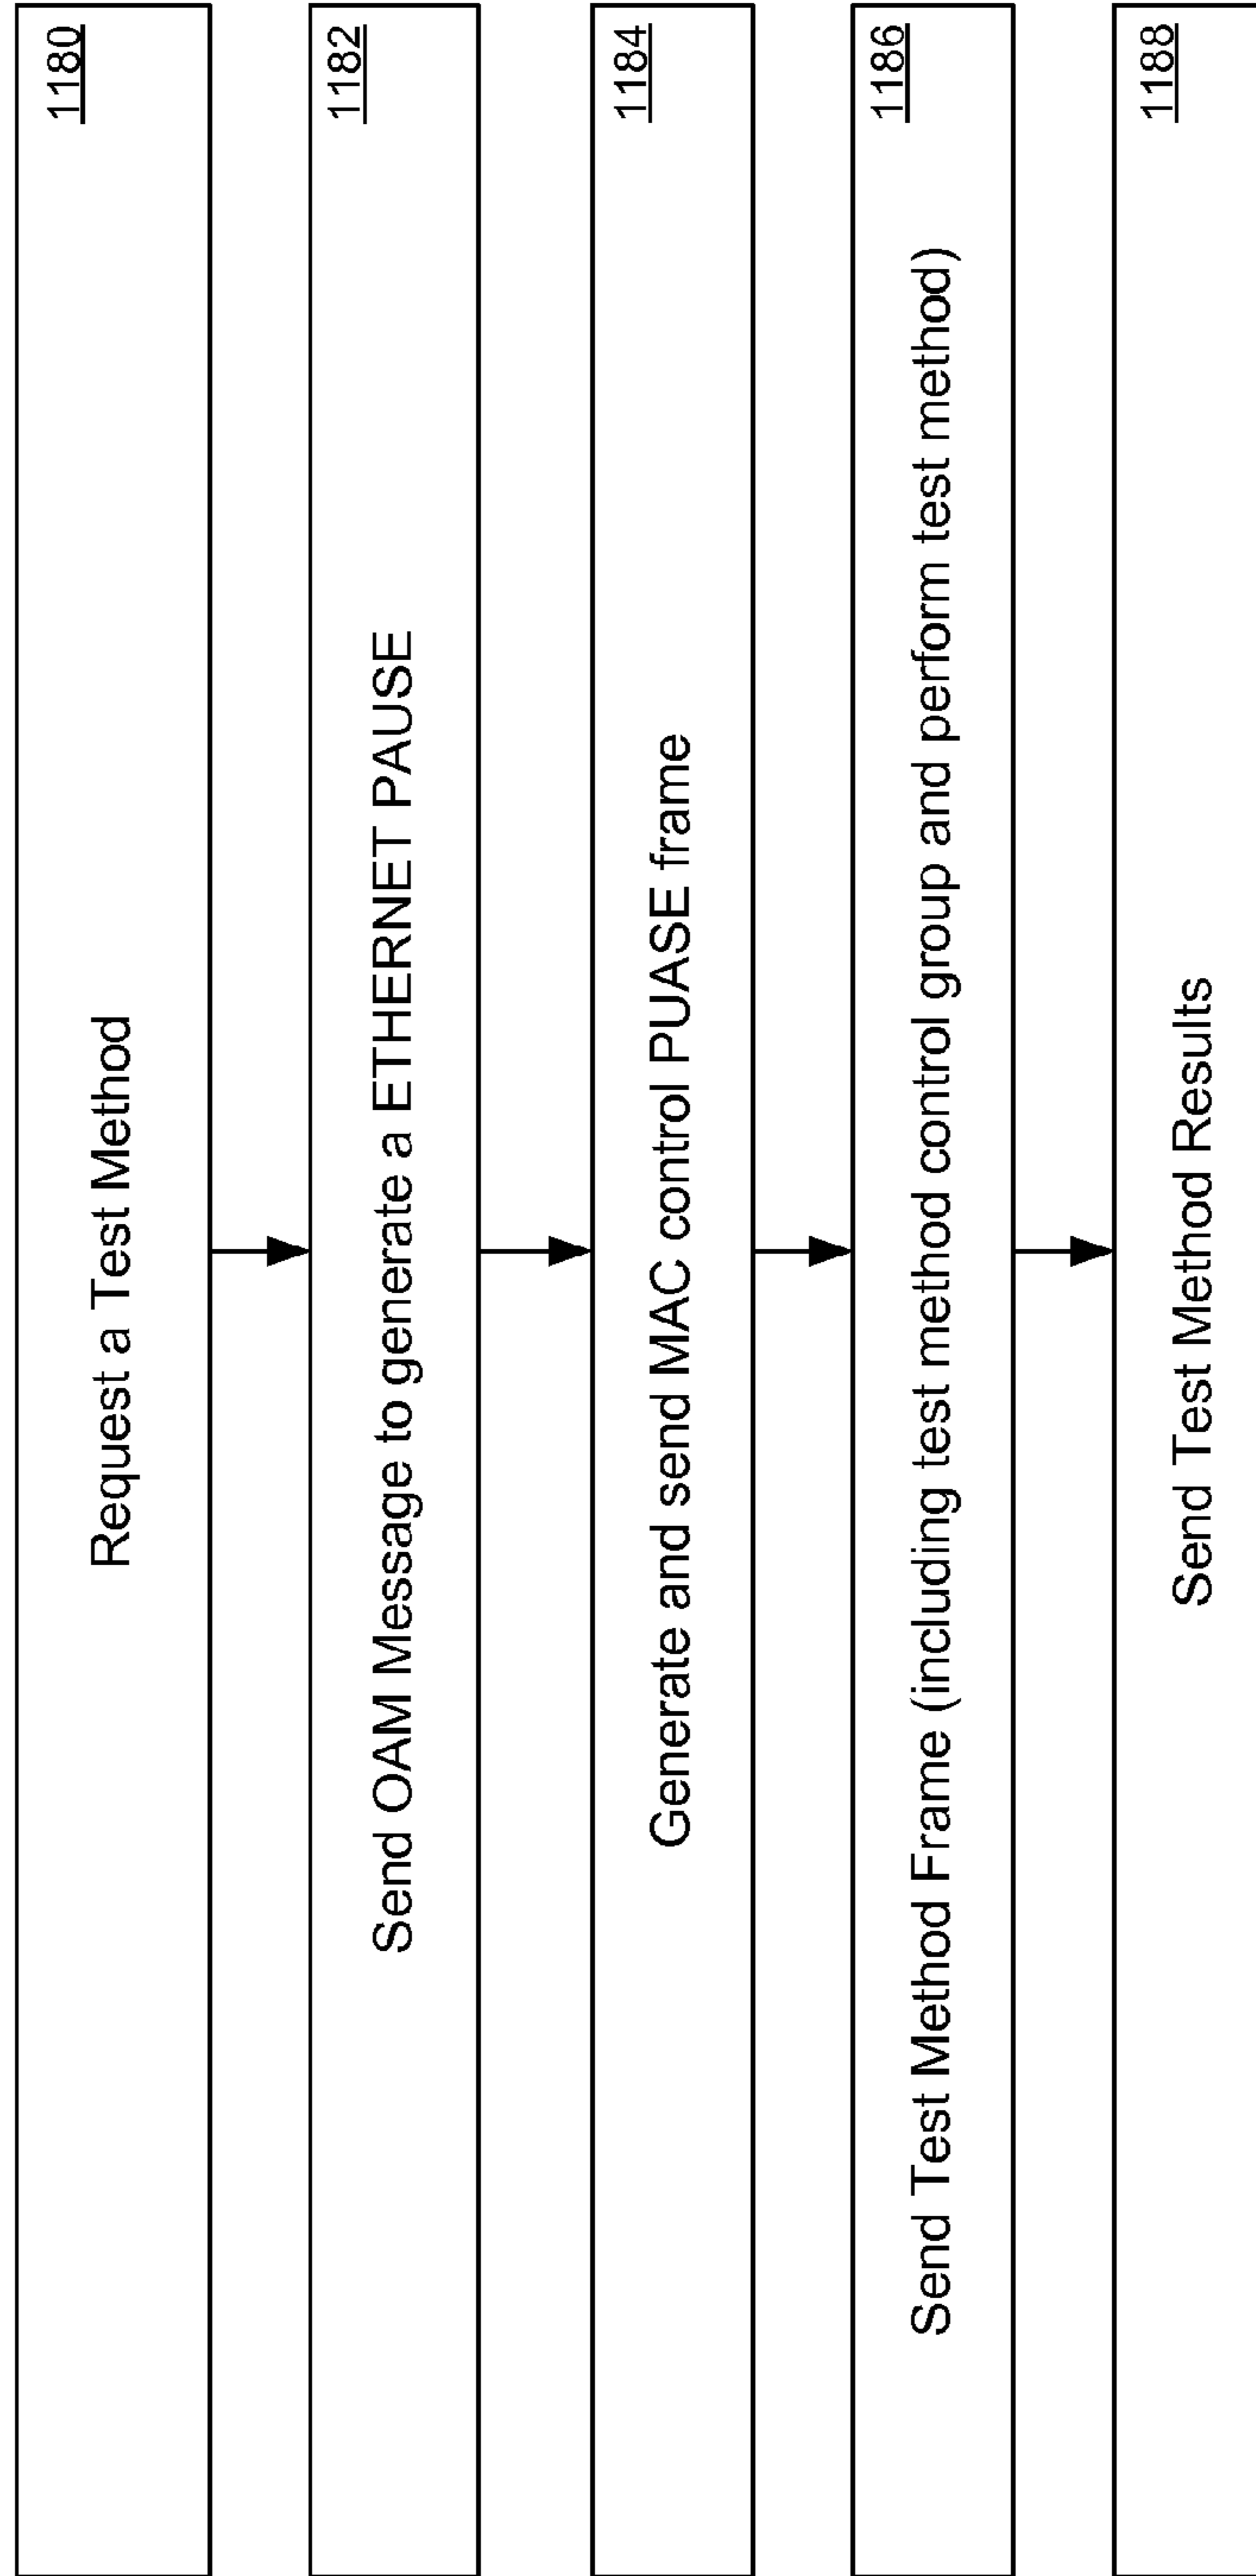 Request a Test Method
1180
Send OAM Message to generate a ETHERNET PAUSE
1182
Generate and send MAC control PUASE frame
1184
Send Test Method Frame (including test method control group and perform test method)
1186
Send Test Method Results
1188